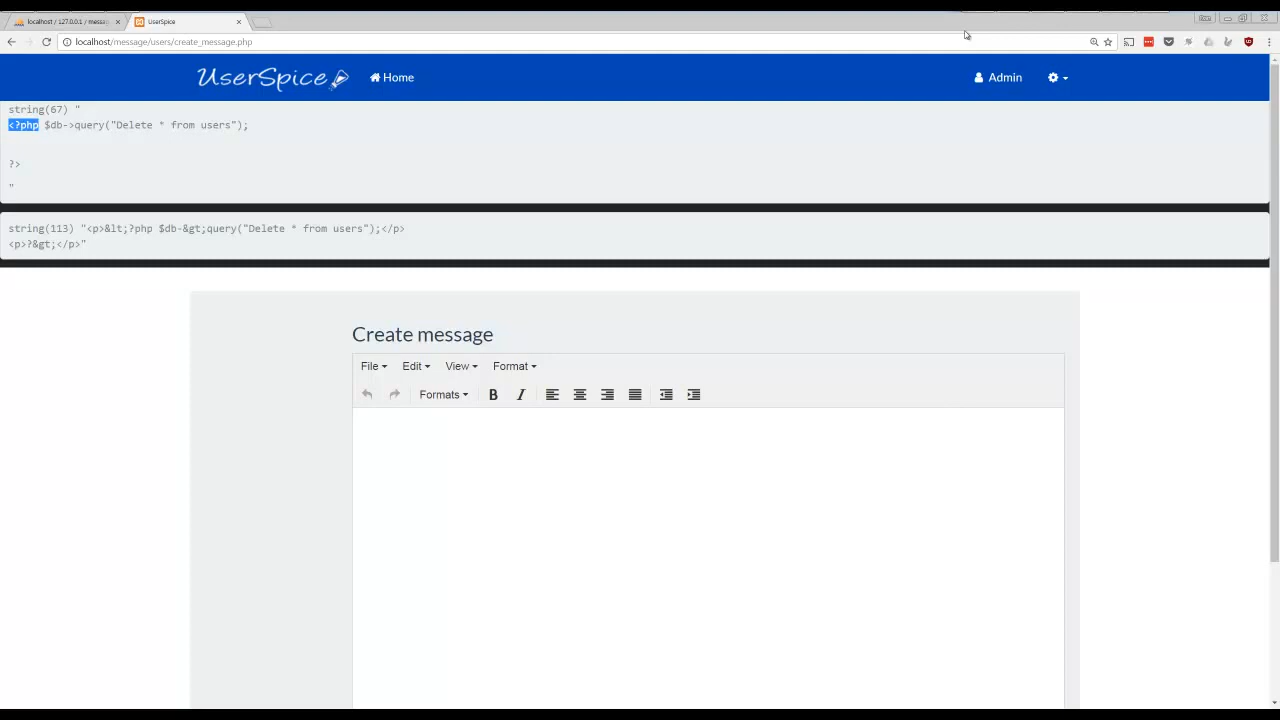 localhost / 127.0.0.1 / messa
UserSpice
localhost/message/users/create_message.php
UserSpice
Home
Admin
string(67) "
<?php $db->query("Delete * from users");
?>
"
string(113) "<p>&lt;?php $db-&gt;query("Delete * from users");</p>
<p>?&gt;</p>"
Create message
File Edit View Format
Formats B I